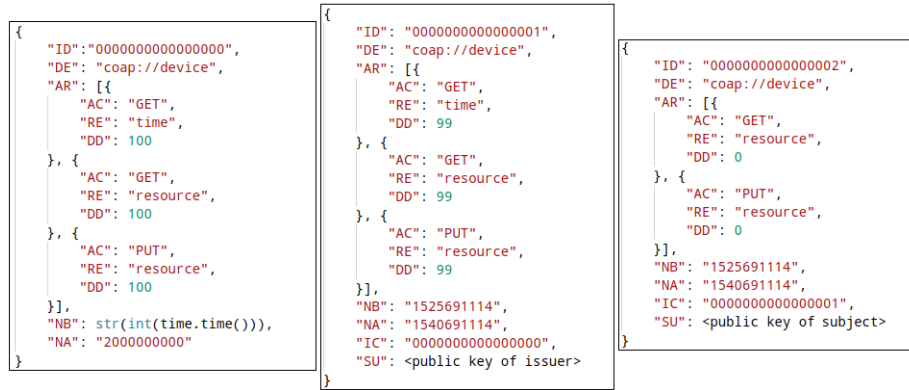 {
"ID":"0000000000000000",
"DE": "coap://device",
"AR": [{
"AC": "GET",
"RE": "time",
"DD": 100
}, {
"AC": "GET",
"RE": "resource",
"DD": 100
}, {
"AC": "PUT",
"RE": "resource",
"DD": 100
}],
"NB": str(int(time.time())),
"NA": "2000000000"
}
{
"ID": "0000000000000001",
"DE": "coap://device",
"AR": [{
"AC": "GET",
"RE": "time",
"DD": 99
}, {
"AC": "GET",
"RE": "resource",
"DD": 99
}, {
"AC": "PUT",
"RE": "resource",
"DD": 99
}],
"NB": "1525691114",
"NA": "1540691114",
"IC": "0000000000000000",
"SU": <public key of issuer>
}
{
"ID": "0000000000000002",
"DE": "coap://device",
"AR": [{
"AC": "GET",
"RE": "resource",
"DD": 0
}, {
"AC": "PUT",
"RE": "resource",
"DD": 0
}],
"NB": "1525691114",
"NA": "1540691114",
"IC": "0000000000000001",
"SU": <public key of subject>
}